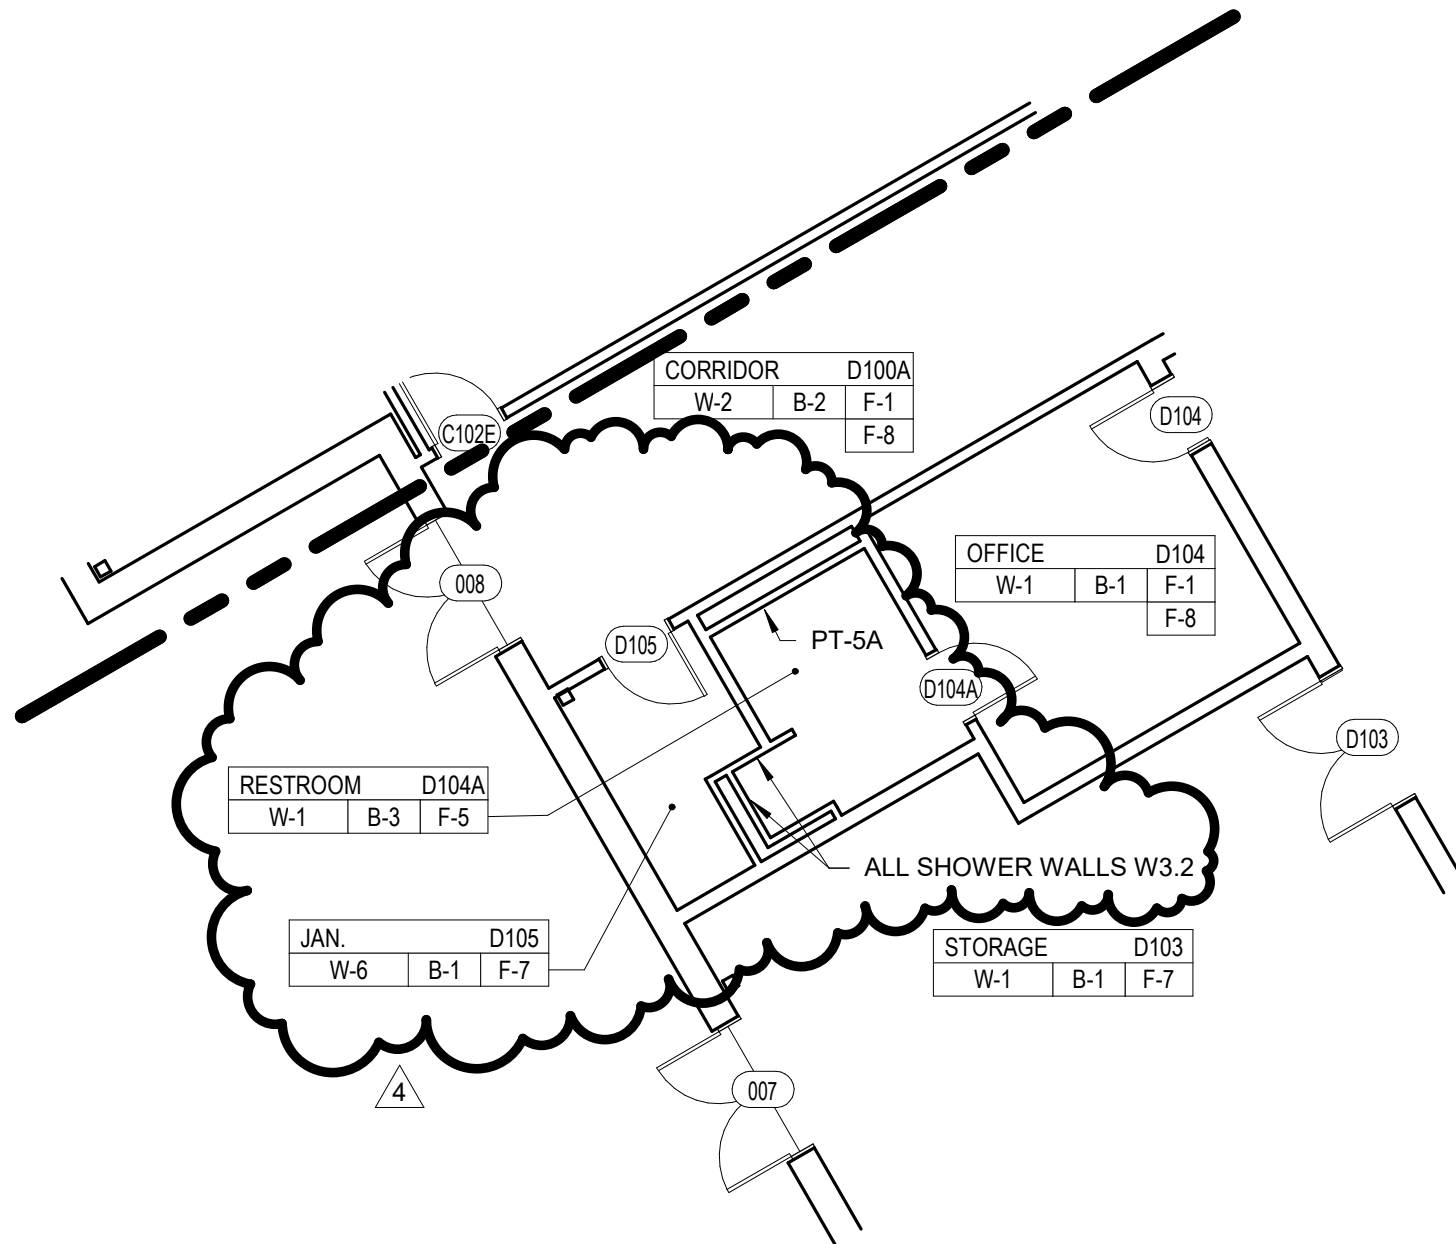 CORRIDOR D100A
W-2 B-2 F-1
F-8
D104
C102E
OFFICE D104
W-1 B-1 F-1
F-8
008
D105
PT-5A
D104A
D103
RESTROOM D104A
W-1 B-3 F-5
ALL SHOWER WALLS W3.2
JAN. D105
W-6 B-1 F-7
STORAGE D103
W-1 B-1 F-7
4
007